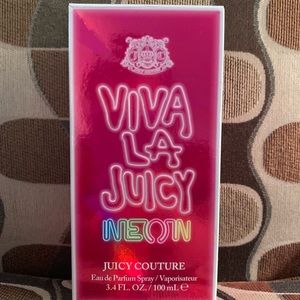 VIVA
LA
JUICY
NEON
JUICY COUTURE
Eau de Parfum Spray / Vaporisateur
3.4 FL. OZ. / 100 mL ℮